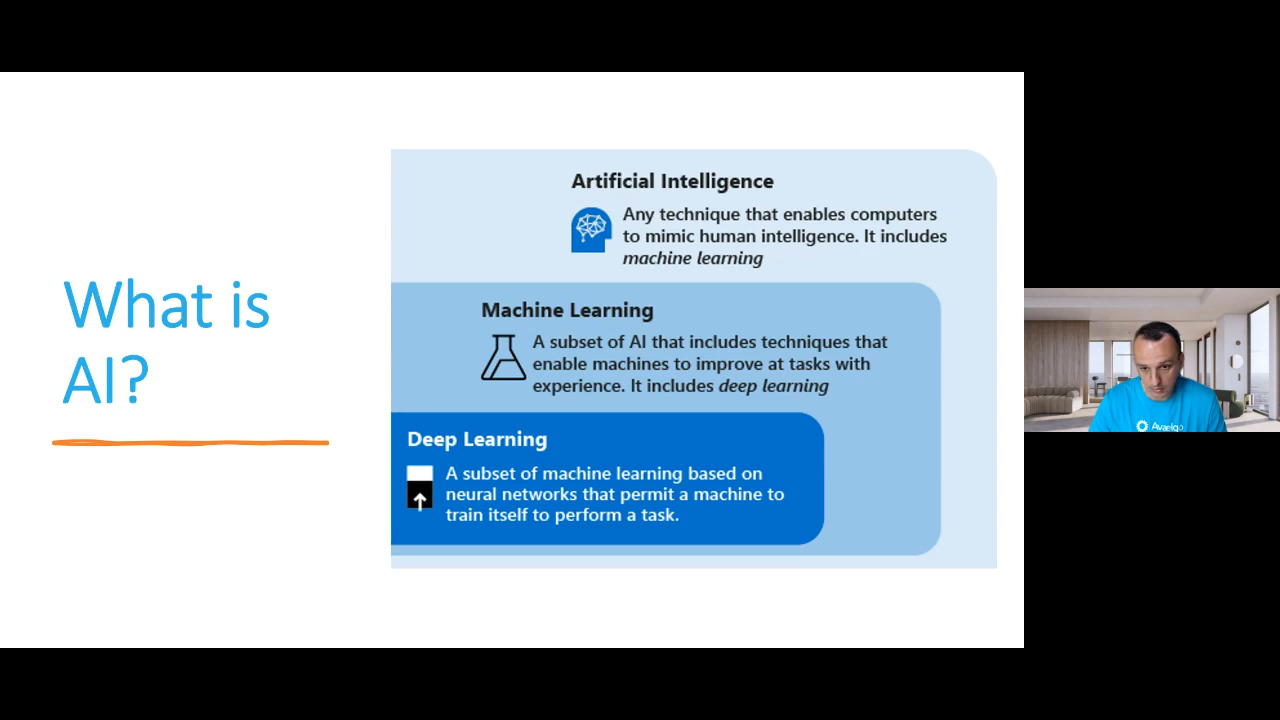 What is
AI?
Artificial Intelligence
Any technique that enables computers
to mimic human intelligence. It includes
machine learning
Machine Learning
A subset of AI that includes techniques that
enable machines to improve at tasks with
experience. It includes deep learning
Deep Learning
A subset of machine learning based on
neural networks that permit a machine to
train itself to perform a task.
Avaelgo